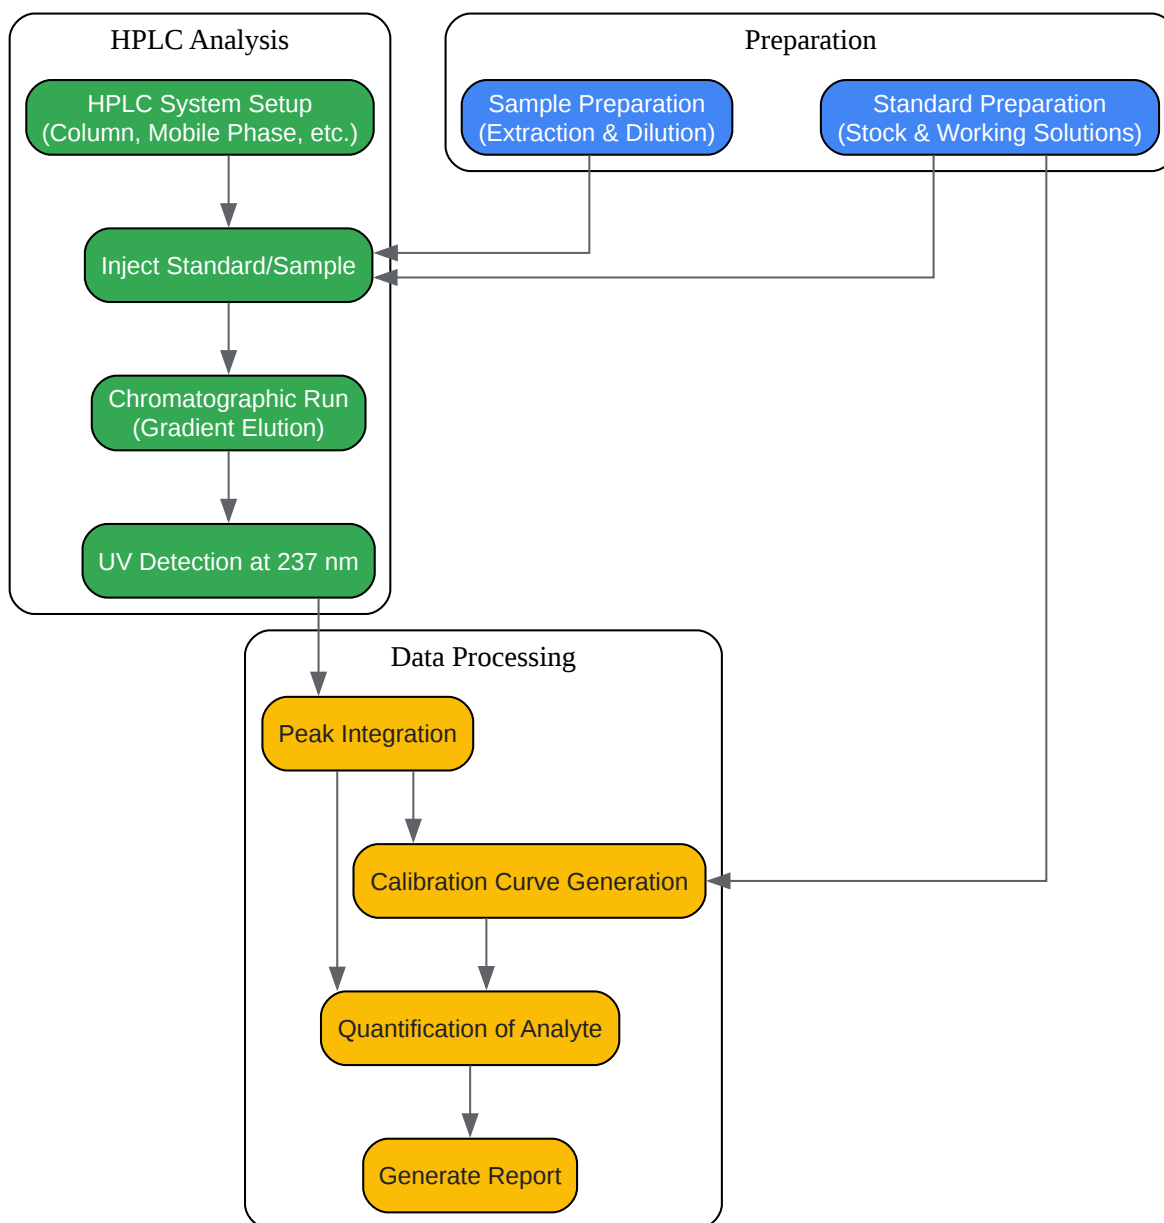 HPLC Analysis
HPLC System Setup
(Column, Mobile Phase, etc.)
Inject Standard/Sample
Chromatographic Run
(Gradient Elution)
UV Detection at 237 nm
Preparation
Sample Preparation
(Extraction & Dilution)
Standard Preparation
(Stock & Working Solutions)
Data Processing
Peak Integration
Calibration Curve Generation
Quantification of Analyte
Generate Report